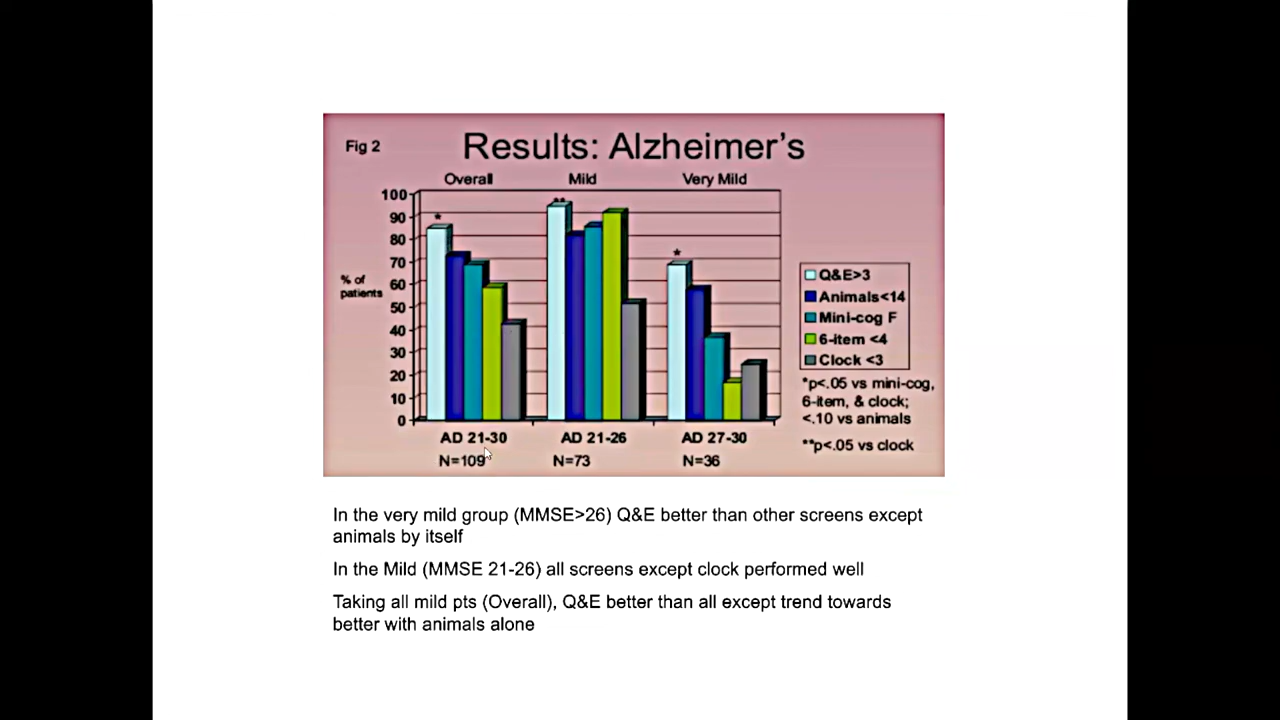 Fig 2
Results: Alzheimer's
Overall
Mild
Very Mild
100
90
80
70
60
50
40
30
20
10
0
% of
patients
*
**
*
AD 21-30
AD 21-26
AD 27-30
N=109
N=73
N=36
Q&E>3
Animals<14
Mini-cog F
6-item <4
Clock <3
*p<.05 vs mini-cog,
6-item, & clock;
<.10 vs animals
**p<.05 vs clock
In the very mild group (MMSE>26) Q&E better than other screens except
animals by itself
In the Mild (MMSE 21-26) all screens except clock performed well
Taking all mild pts (Overall), Q&E better than all except trend towards
better with animals alone